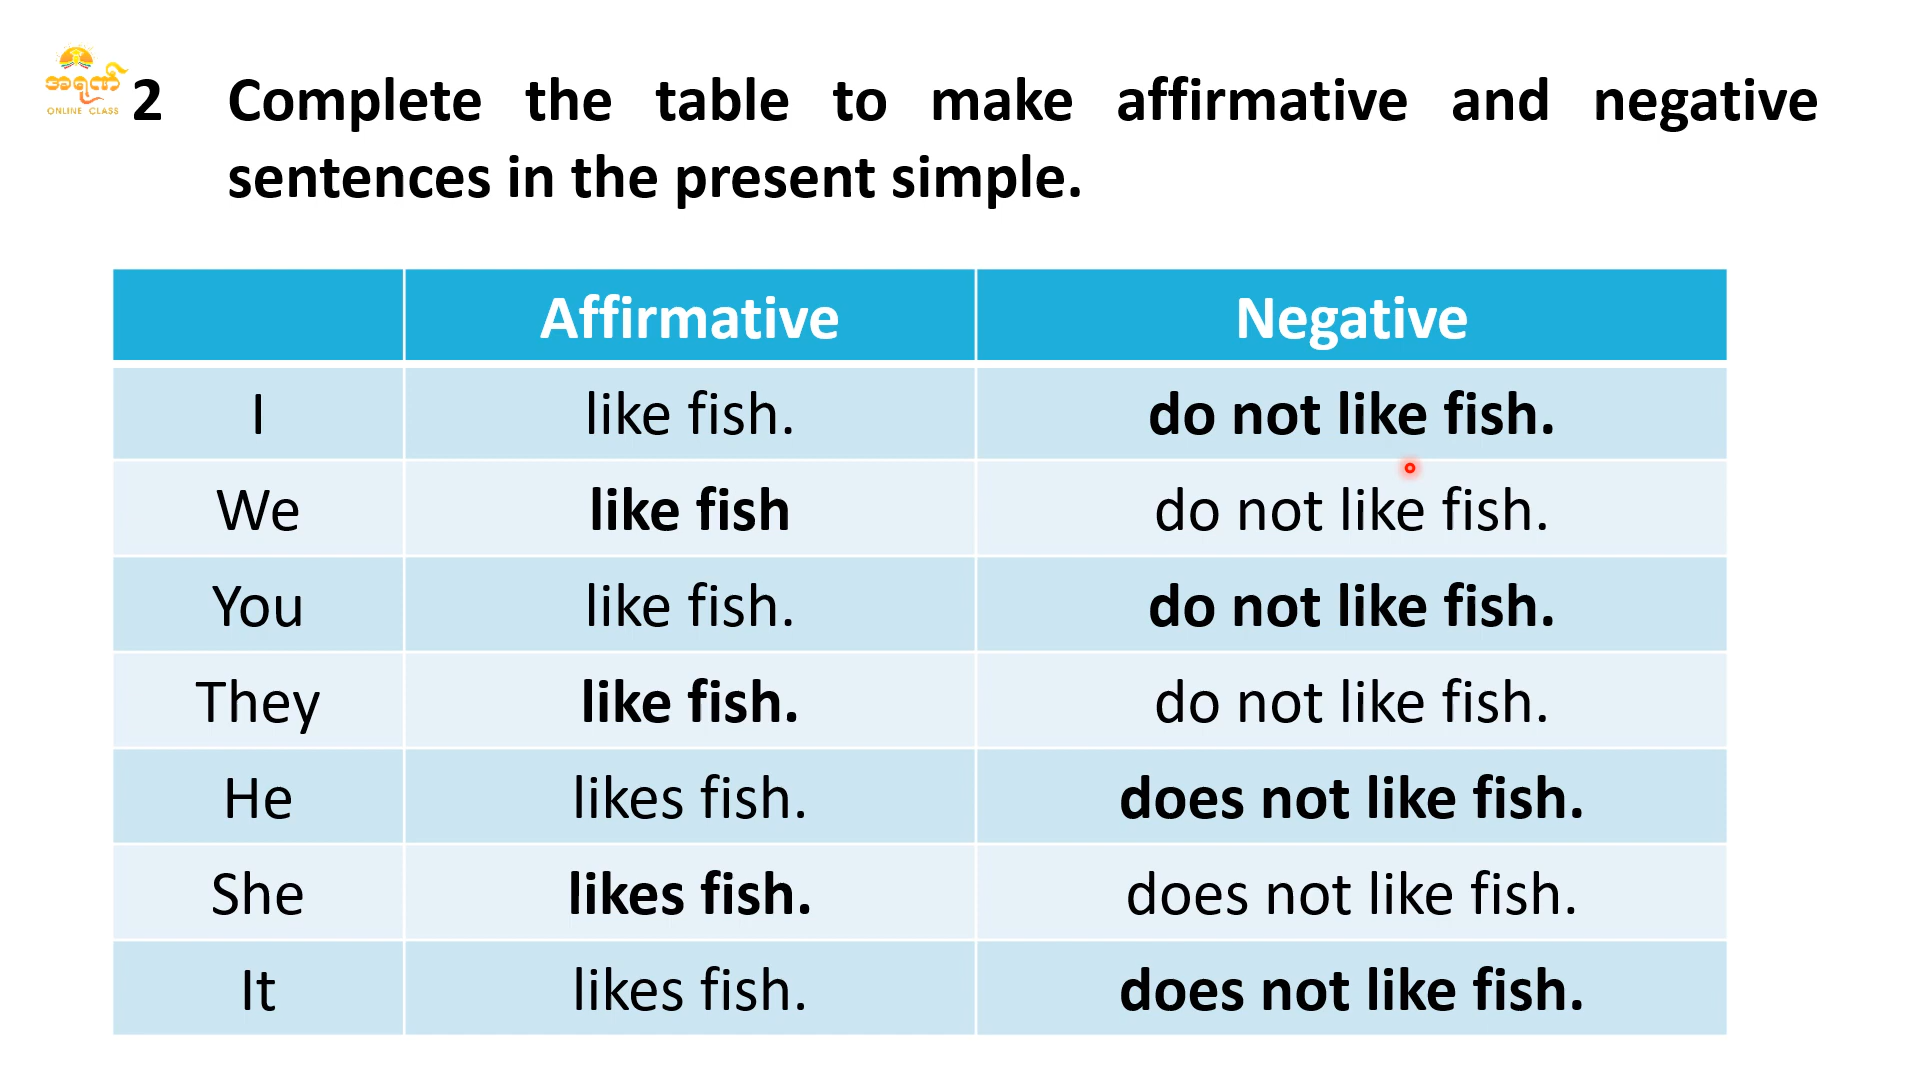 အရုဏ်
ONLINE CLASS
2 Complete the table to make affirmative and negative
sentences in the present simple.
Affirmative Negative
I like fish. do not like fish.
We like fish do not like fish.
You like fish. do not like fish.
They like fish. do not like fish.
He likes fish. does not like fish.
She likes fish. does not like fish.
It likes fish. does not like fish.